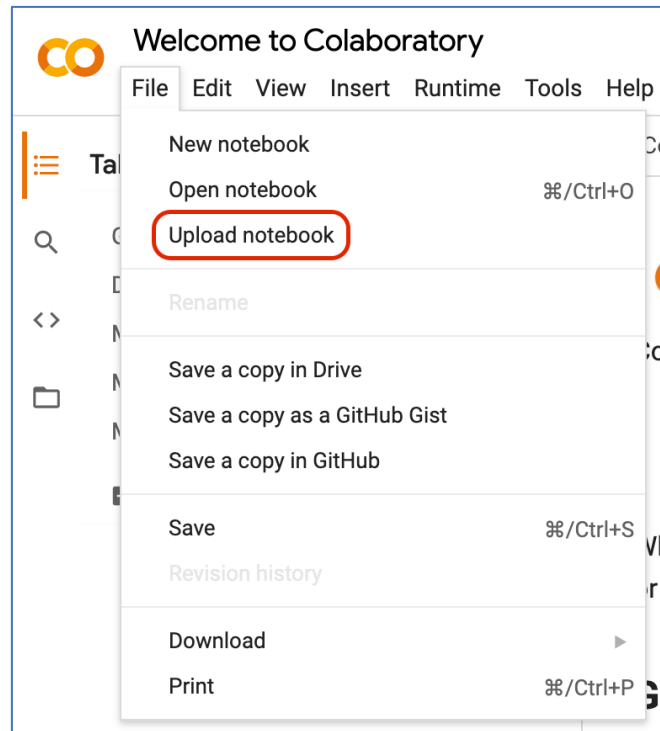 Welcome to Colaboratory
File Edit View Insert Runtime Tools Help
New notebook
Open notebook ⌘/Ctrl+O
Upload notebook
Rename
Save a copy in Drive
Save a copy as a GitHub Gist
Save a copy in GitHub
Save ⌘/Ctrl+S
Revision history
Download
Print ⌘/Ctrl+P